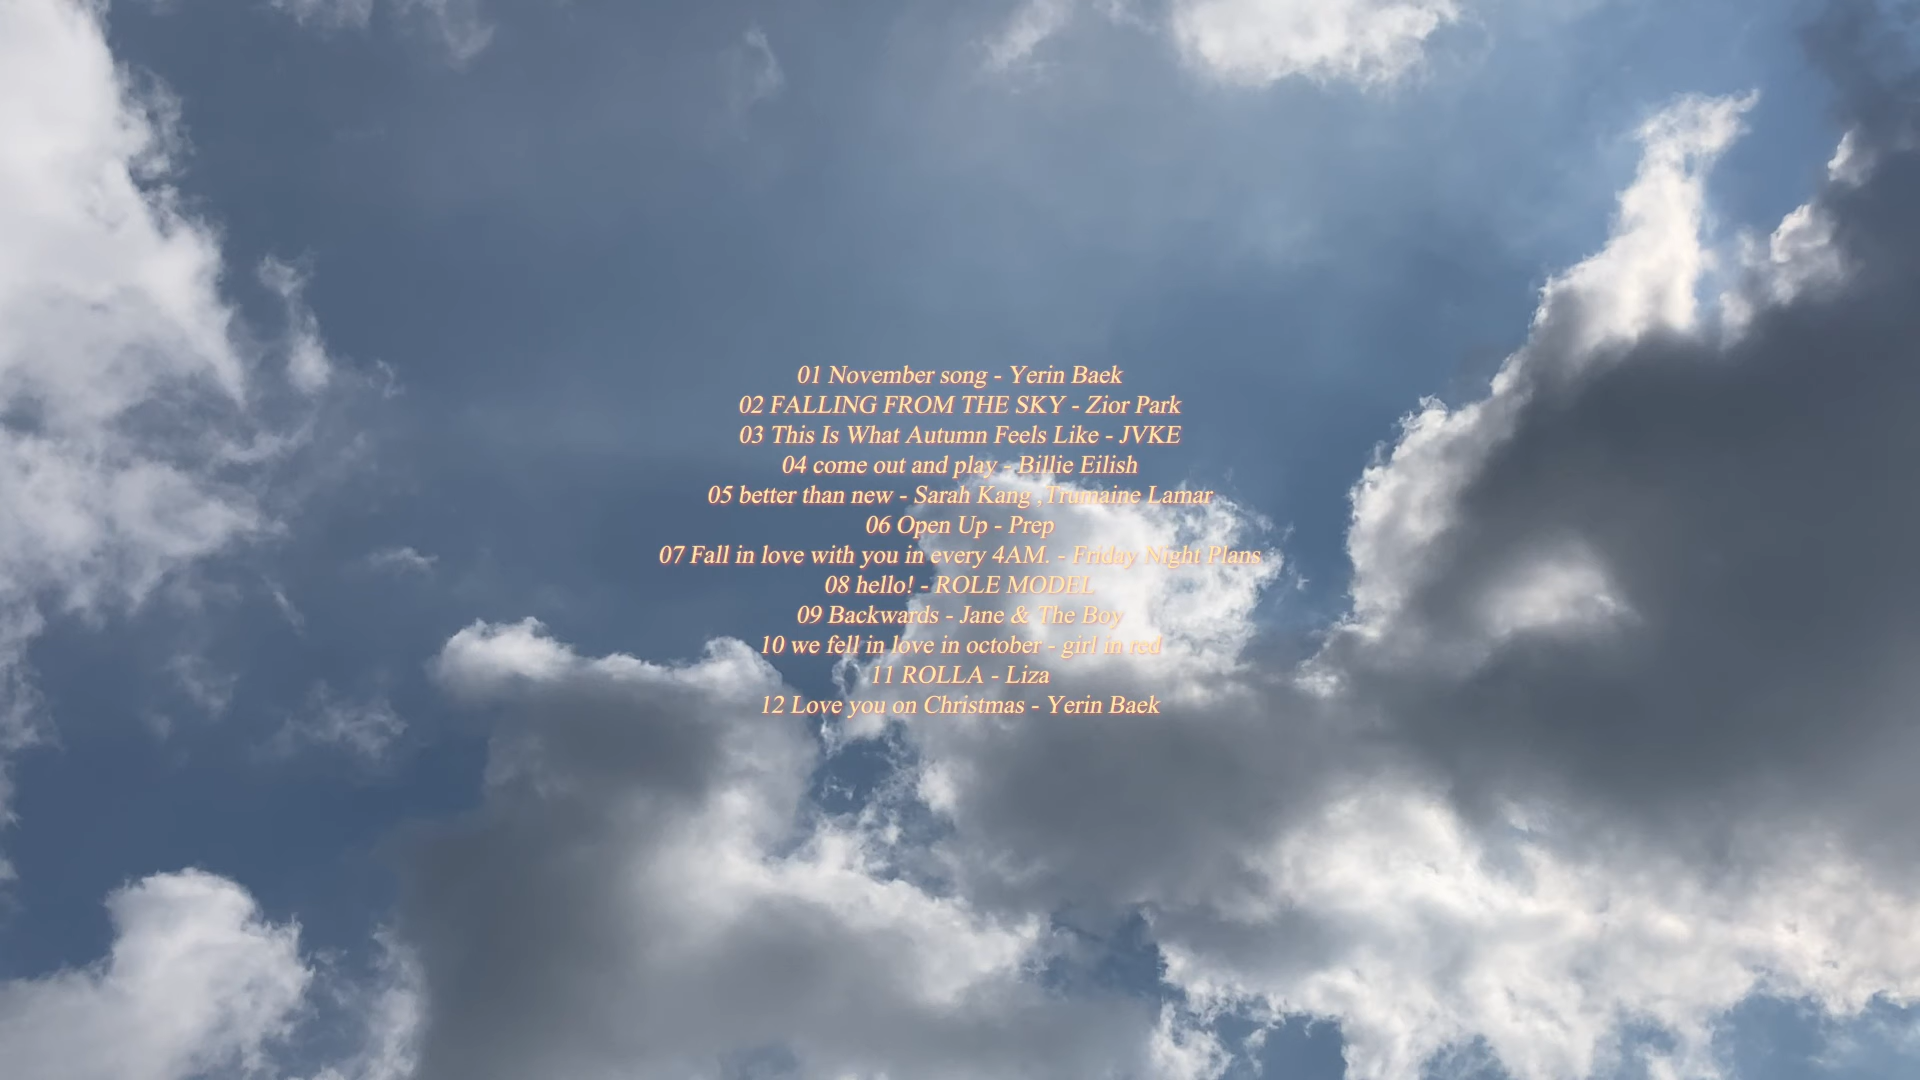 01 November song - Yerin Baek
02 FALLING FROM THE SKY - Zior Park
03 This Is What Autumn Feels Like - JVKE
04 come out and play - Billie Eilish
05 better than new - Sarah Kang ,Trumaine Lamar
06 Open Up - Prep
07 Fall in love with you in every 4AM. - Friday Night Plans
08 hello! - ROLE MODEL
09 Backwards - Jane & The Boy
10 we fell in love in october - girl in red
11 ROLLA - Liza
12 Love you on Christmas - Yerin Baek